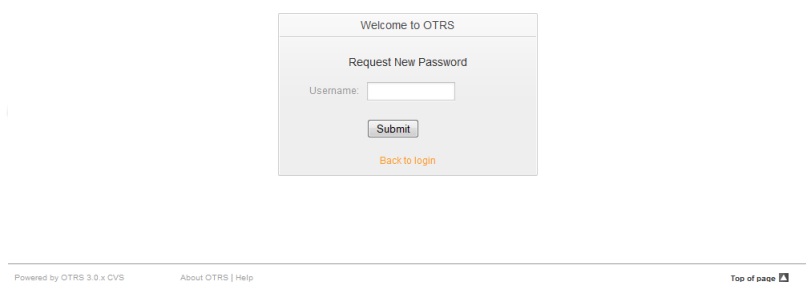 Welcome to OTRS
Request New Password
Username:
Submit
Back to login
Powered by OTRS 3.0.x CVS About OTRS | Help Top of page